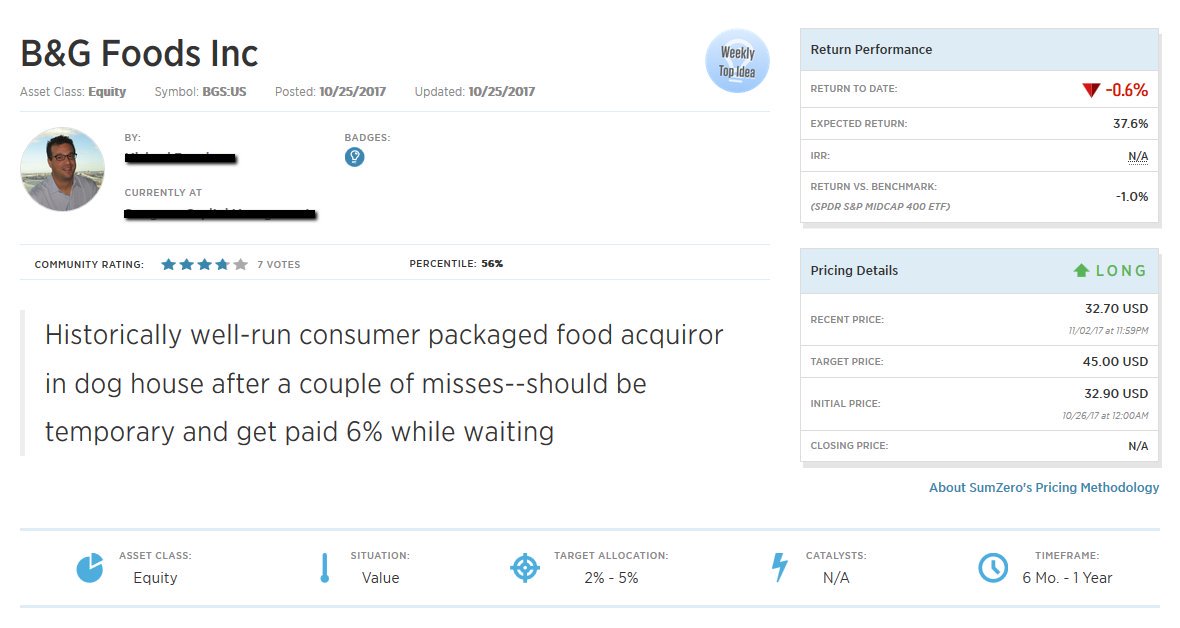 B&G Foods Inc
Asset Class: Equity Symbol: BGS:US Posted: 10/25/2017 Updated: 10/25/2017
Weekly
Top Idea
BY:
CURRENTLY AT
BADGES:
COMMUNITY RATING: 7 VOTES PERCENTILE: 56%
Historically well-run consumer packaged food acquiror
in dog house after a couple of misses--should be
temporary and get paid 6% while waiting
Return Performance
RETURN TO DATE: -0.6%
EXPECTED RETURN: 37.6%
IRR: N/A
RETURN VS. BENCHMARK: -1.0%
(SPDR S&P MIDCAP 400 ETF)
Pricing Details LONG
RECENT PRICE: 32.70 USD
11/02/17 at 11:59PM
TARGET PRICE: 45.00 USD
INITIAL PRICE: 32.90 USD
10/26/17 at 12:00AM
CLOSING PRICE: N/A
About SumZero's Pricing Methodology
ASSET CLASS: SITUATION: TARGET ALLOCATION: CATALYSTS: TIMEFRAME:
Equity Value 2% - 5% N/A 6 Mo. - 1 Year